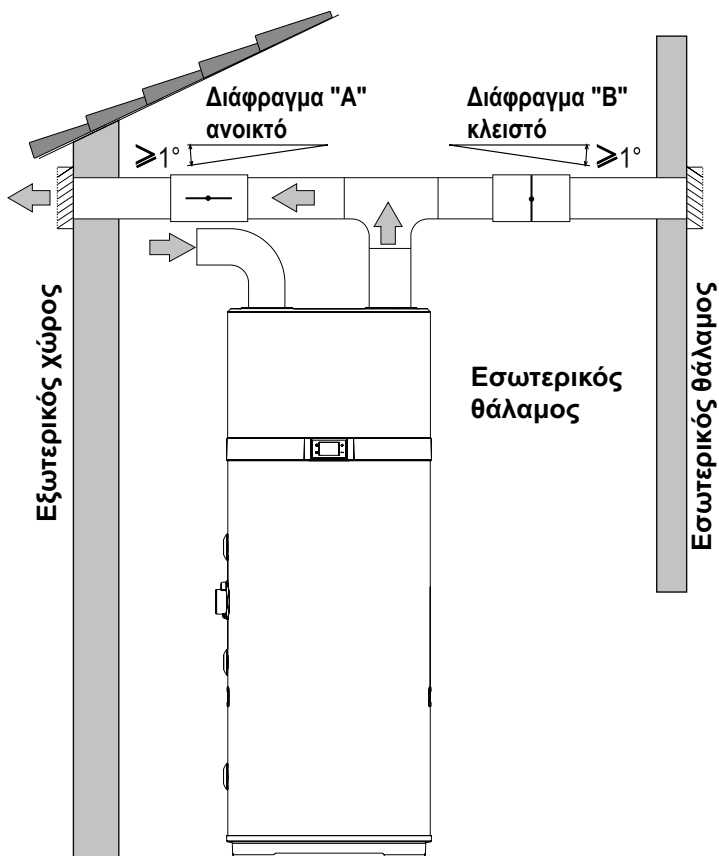 Διάφραγμα "A"
ανοικτό
Διάφραγμα "B"
κλειστό
⩾1°
⩾1°
Εξωτερικός χώρος
Εσωτερικός
θάλαμος
Εσωτερικός θάλαμος